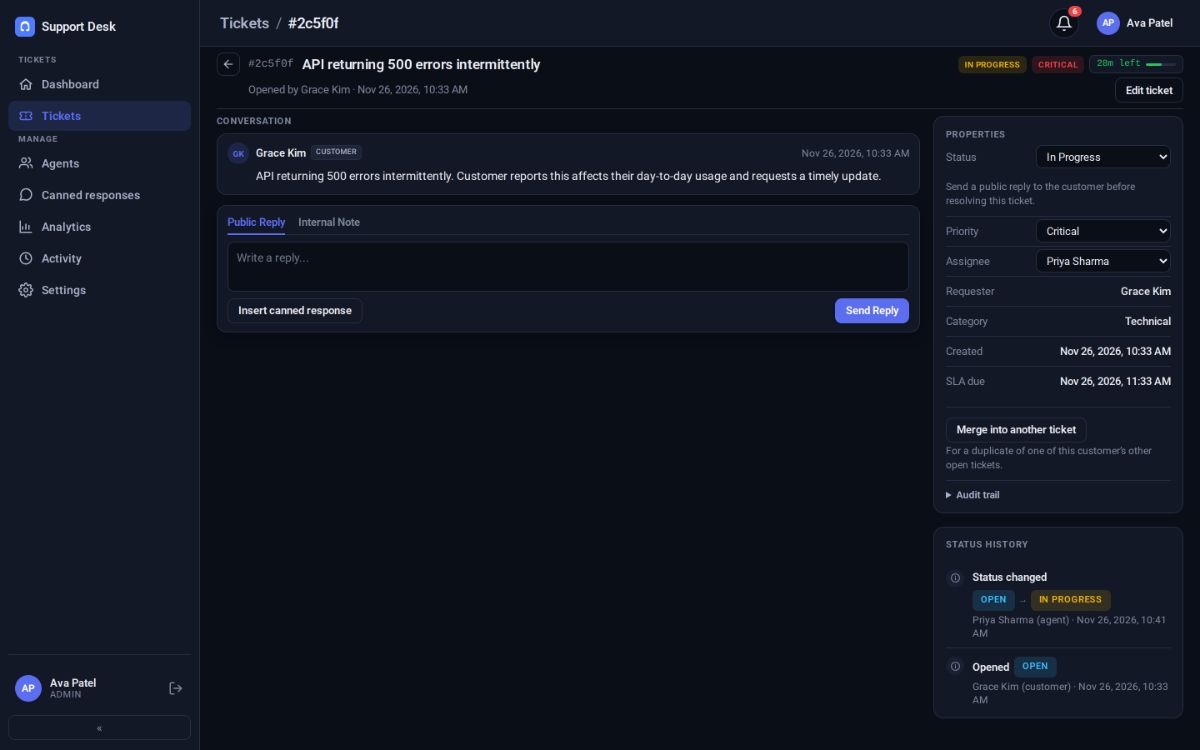 Support Desk
TICKETS
Dashboard
Tickets
MANAGE
Agents
Canned responses
Analytics
Activity
Settings
AP
Ava Patel
ADMIN
«
Tickets / #2c5f0f
6
AP
Ava Patel
#2c5f0f API returning 500 errors intermittently
IN PROGRESS
CRITICAL
28m left
Opened by Grace Kim · Nov 26, 2026, 10:33 AM
Edit ticket
CONVERSATION
GK
Grace Kim
CUSTOMER
Nov 26, 2026, 10:33 AM
API returning 500 errors intermittently. Customer reports this affects their day-to-day usage and requests a timely update.
Public Reply
Internal Note
Write a reply...
Insert canned response
Send Reply
PROPERTIES
Status
In Progress
Send a public reply to the customer before
resolving this ticket.
Priority
Critical
Assignee
Priya Sharma
Requester
Grace Kim
Category
Technical
Created
Nov 26, 2026, 10:33 AM
SLA due
Nov 26, 2026, 11:33 AM
Merge into another ticket
For a duplicate of one of this customer's other
open tickets.
Audit trail
STATUS HISTORY
Status changed
OPEN → IN PROGRESS
Priya Sharma (agent) · Nov 26, 2026, 10:41
AM
Opened OPEN
Grace Kim (customer) · Nov 26, 2026, 10:33
AM